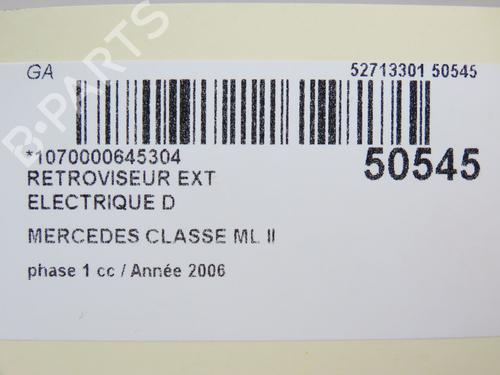 GA
52713301 50545
*1070000645304
50545
RETROVISEUR EXT
ELECTRIQUE D
MERCEDES CLASSE ML II
phase 1 cc / Année 2006
B-PARTS